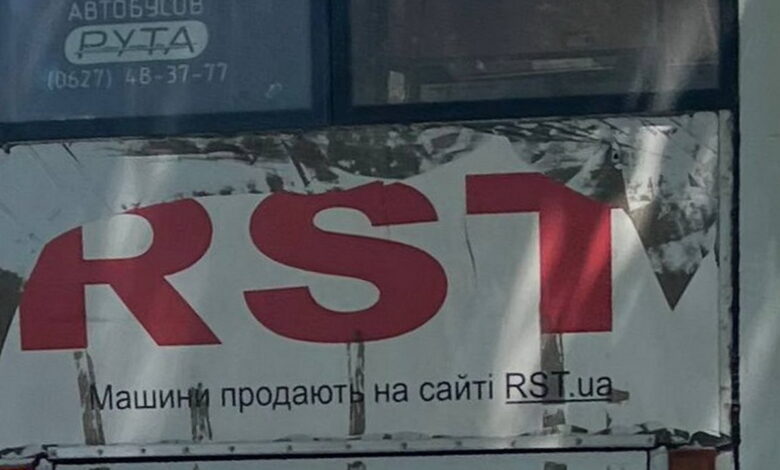 АВТОБУСОВ
РУТА
(0627) 48-37-77
RST
Машини продають на сайті RST.ua